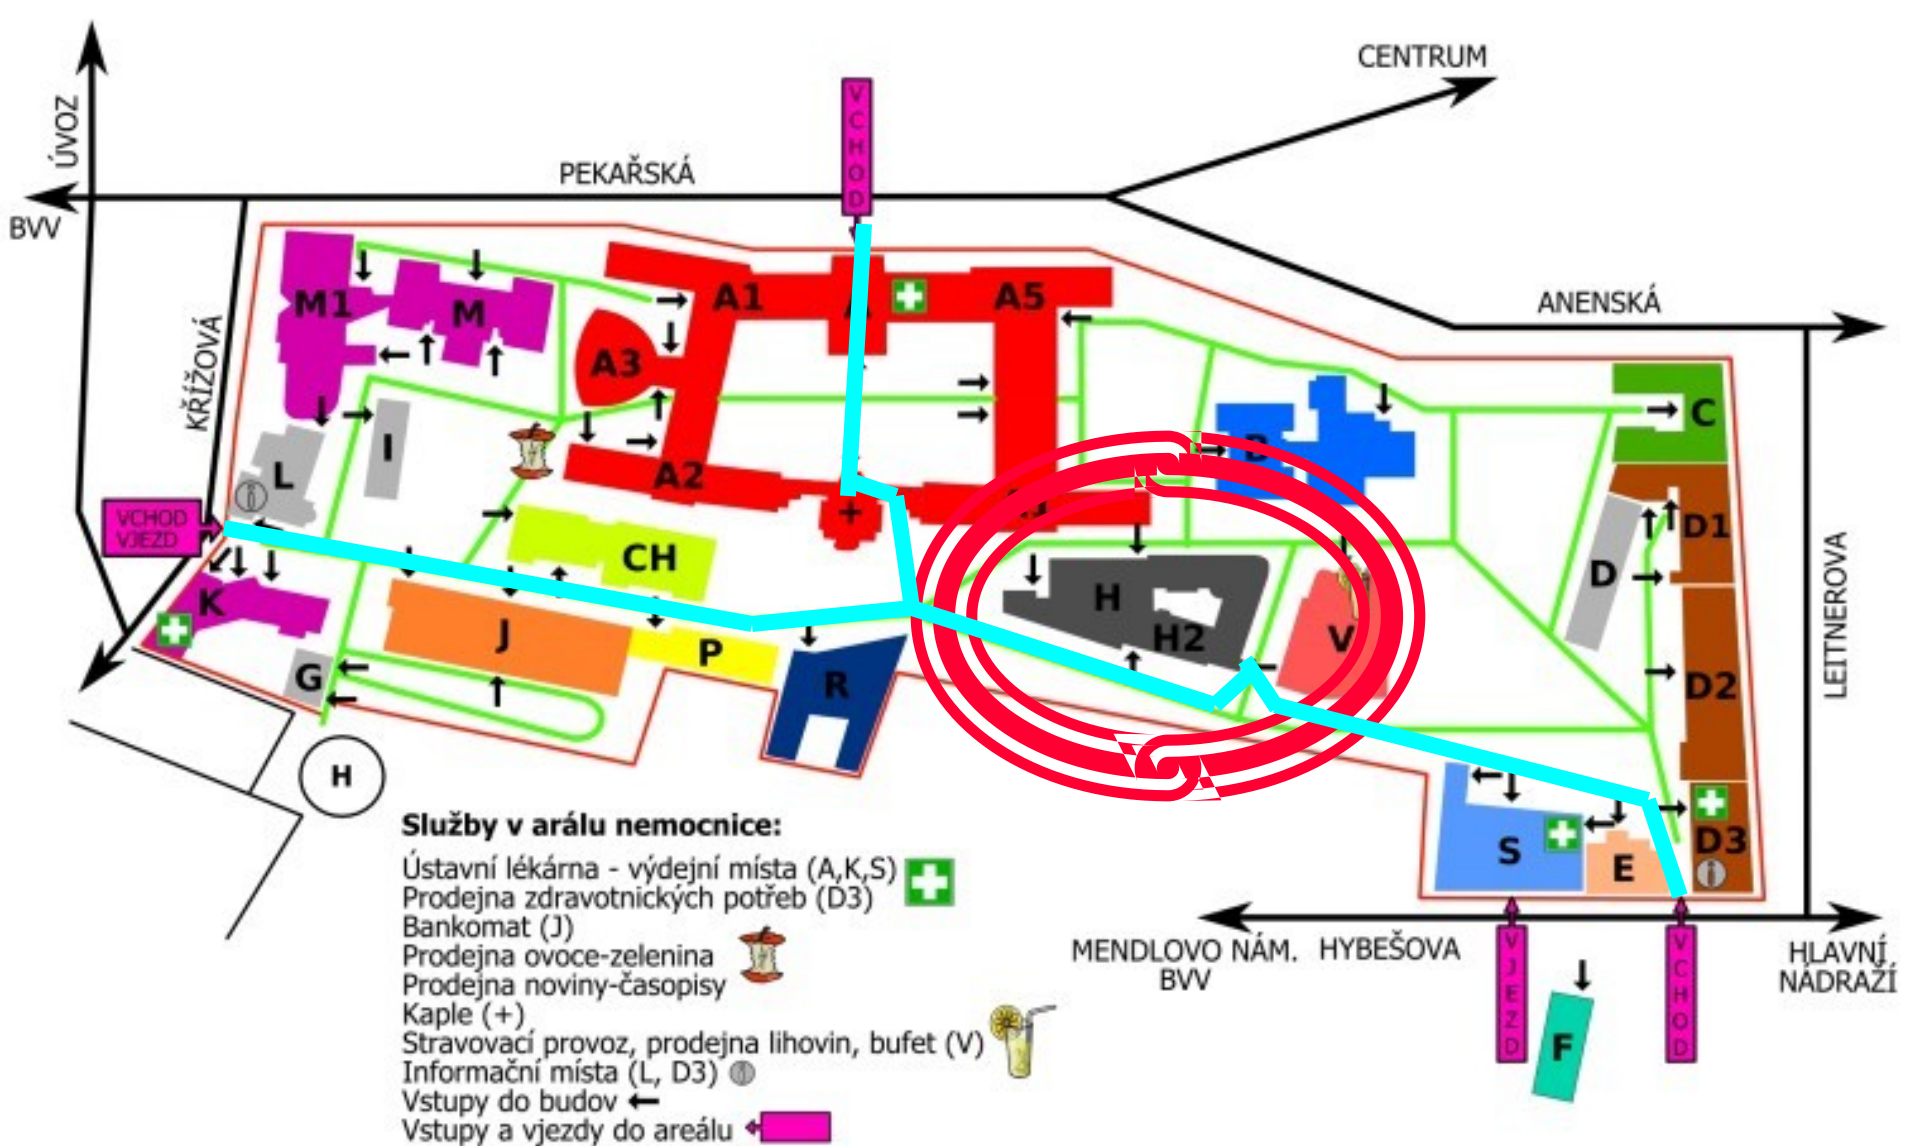 CENTRUM
ÚVOZ
VCHOD
PEKAŘSKÁ
BVV
ANENSKÁ
KŘÍŽOVÁ
LEITNEROVA
M1
M
A1
A5
A3
A2
B
C
L
I
VCHOD
VJEZD
CH
D1
D
K
J
P
R
H
H2
V
G
D2
H
S
E
D3
MENDLOVO NÁM.
BVV
HYBEŠOVA
HLAVNÍ
NÁDRAŽÍ
VJEZD
VCHOD
F
Služby v arálu nemocnice:
Ústavní lékárna - výdejní místa (A,K,S)
Prodejna zdravotnických potřeb (D3)
Bankomat (J)
Prodejna ovoce-zelenina
Prodejna noviny-časopisy
Kaple (+)
Stravovací provoz, prodejna lihovin, bufet (V)
Informační místa (L, D3)
Vstupy do budov
Vstupy a vjezdy do areálu